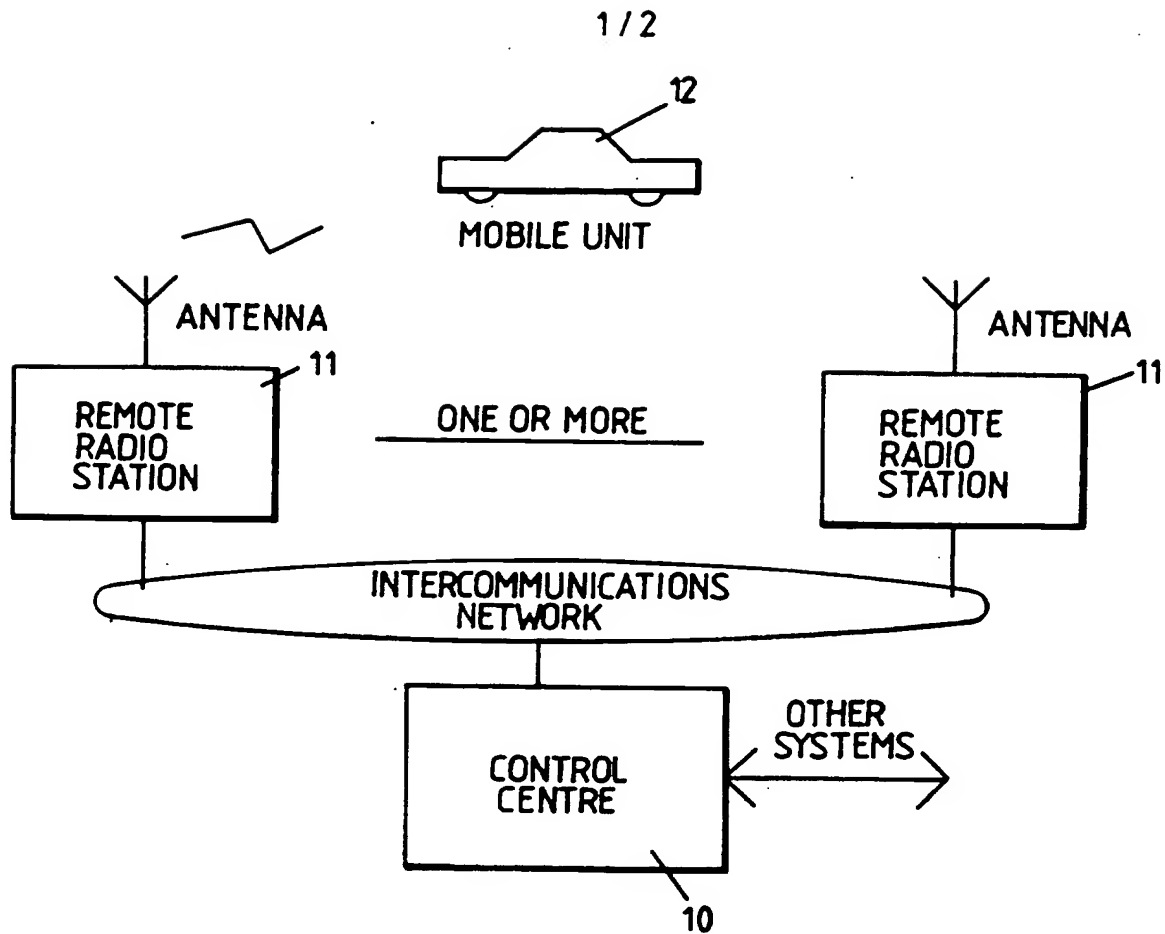 1/2
12
MOBILE UNIT
ANTENNA
ANTENNA
11
11
REMOTE
RADIO
STATION
ONE OR MORE
REMOTE
RADIO
STATION
INTERCOMMUNICATIONS
NETWORK
OTHER
SYSTEMS
CONTROL
CENTRE
10